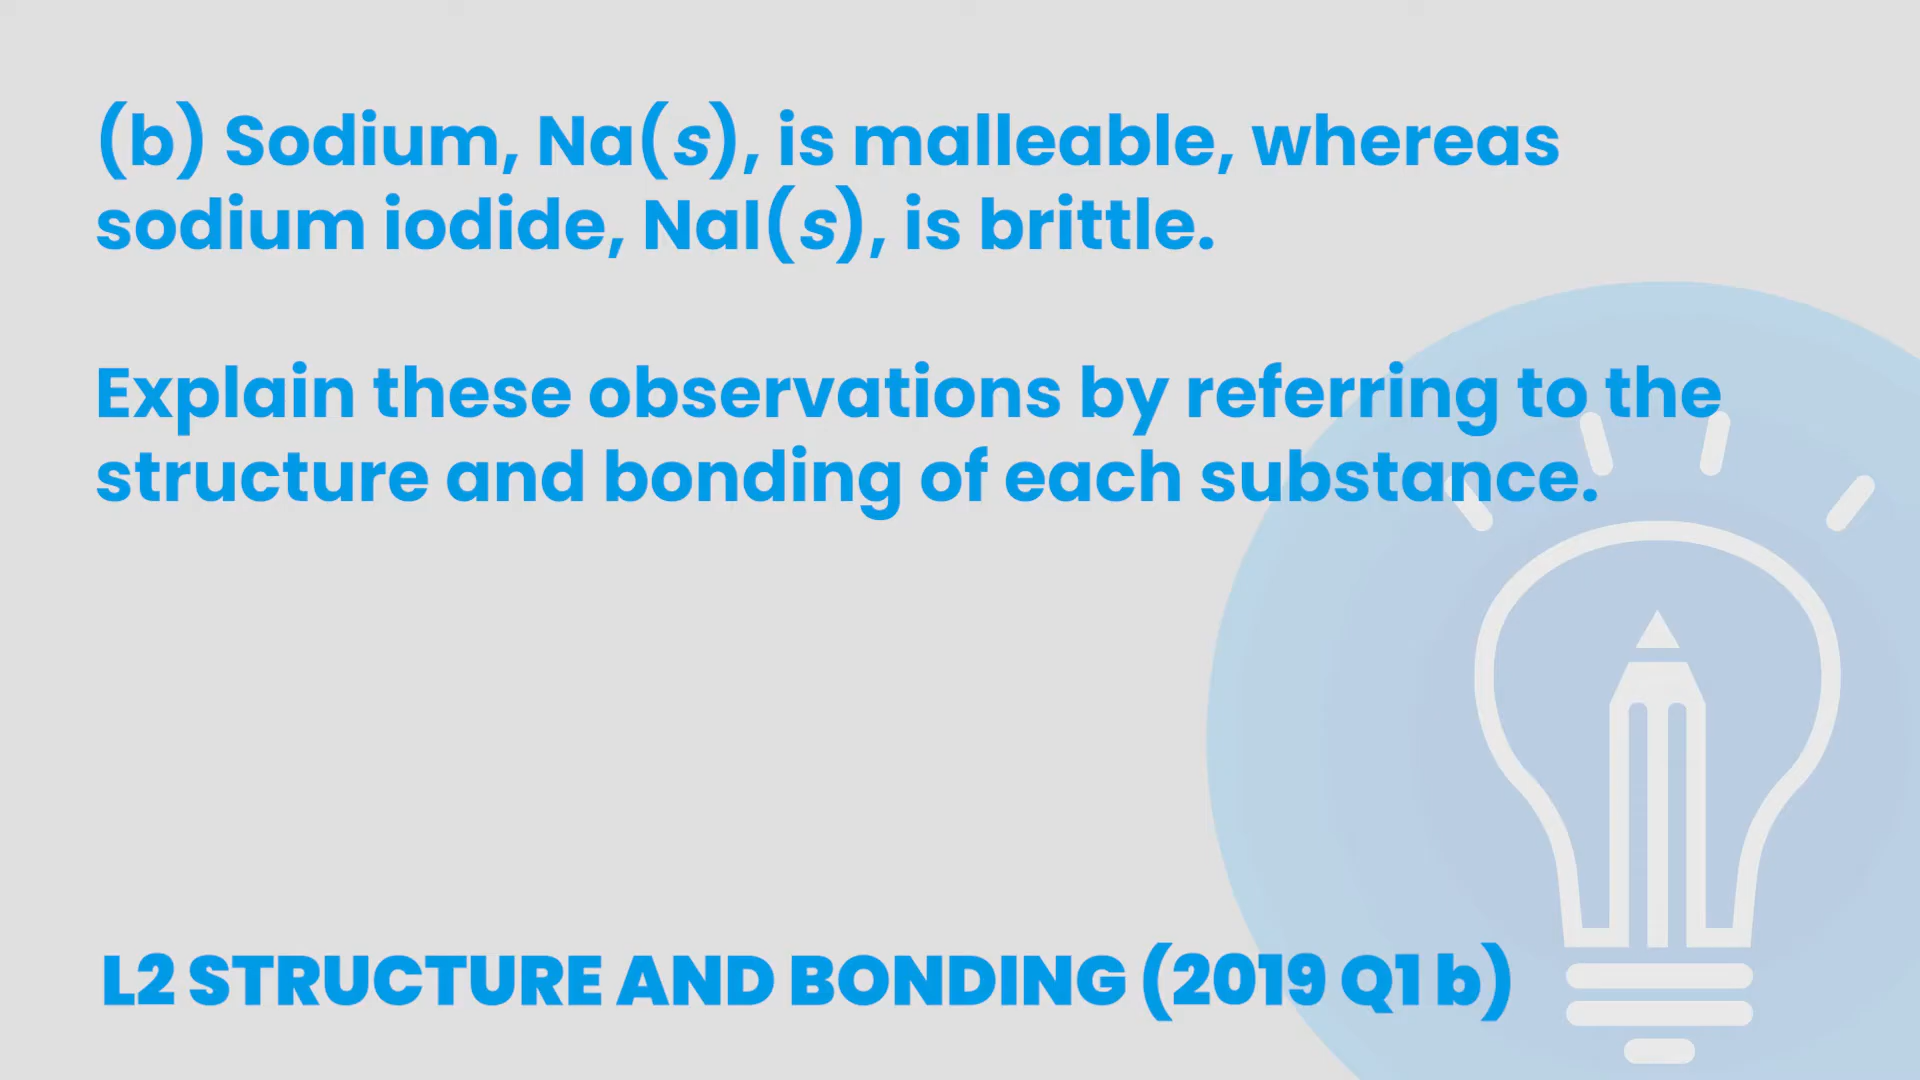 (b) Sodium, Na(s), is malleable, whereas
sodium iodide, NaI(s), is brittle.
Explain these observations by referring to the
structure and bonding of each substance.
L2 STRUCTURE AND BONDING (2019 Q1 b)